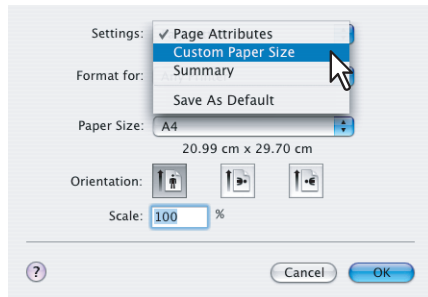 Settings: ✓ Page Attributes
Custom Paper Size
Format for: Summary
Save As Default
Paper Size: A4
20.99 cm x 29.70 cm
Orientation:
Scale: 100 %
? Cancel OK